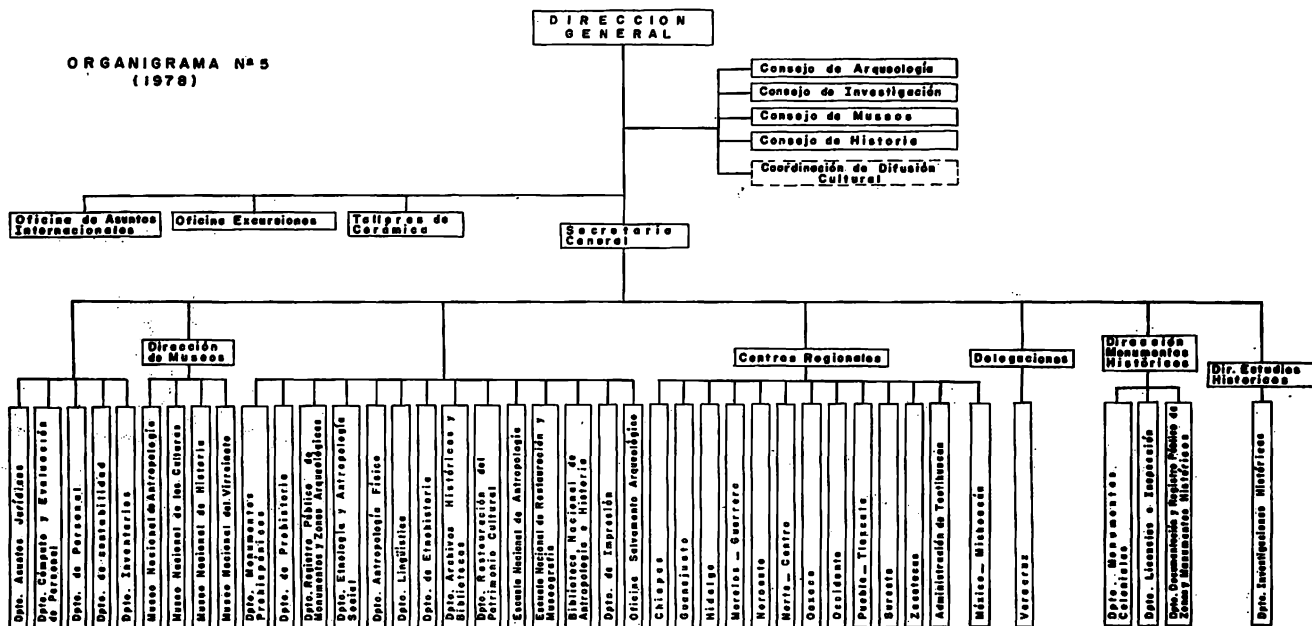 DIRECCION
GENERAL
ORGANIGRAMA Nº 5
(1978)
Consejo de Arqueología
Consejo de Investigación
Consejo de Museos
Consejo de Historia
Coordinación de Difusión
Cultural
Oficina de Asuntos
Internacionales
Oficina Excursiones
Talleres de
Cerámica
Secretaria
General
Dirección
de Museos
Centros Regionales
Delegaciones
Dirección
Monumentos
Históricos
Dir. Estudios
Historicos
Dpto. Asuntos Jurídicos
Dpto. Cómputo y Evaluación
de Personal
Dpto. de Personal
Dpto. de contabilidad
Dpto. Inventarios
Museo Nacional de Antropología
Museo Nacional de las Culturas
Museo Nacional de Historia
Museo Nacional del Virreinato
Dpto. Monumentos
Prehispánicos
Dpto. de Prehistoria
Dpto. Registro Público de
Monumentos y Zonas Arqueológicas
Dpto. Etnología y Antropología
Social
Dpto. Antropología Física
Dpto. Lingüística
Dpto. de Etnohistoria
Dpto. Archivos Históricos y
Bibliotecas
Dpto. Restauración del
Patrimonio Cultural
Escuela Nacional de Antropología
Escuela Nacional de Restauración y
Museografía
Biblioteca Nacional de
Antropología e Historia
Dpto. de Impresión
Oficina Salvamento Arqueológico
Chiapas
Guanajuato
Hidalgo
Morelos - Guerrero
Noroeste
Norte - Centro
Oaxaca
Occidente
Puebla - Tlaxcala
Sureste
Zacatecas
Administración de Teotihuacan
México - Michoacán
Veracruz
Dpto. Monumentos
Coloniales
Dpto. Licencias e Inspección
Dpto. Documentación y Registro Público de
Zonas y Monumentos Históricos
Dpto. Investigaciones Históricas